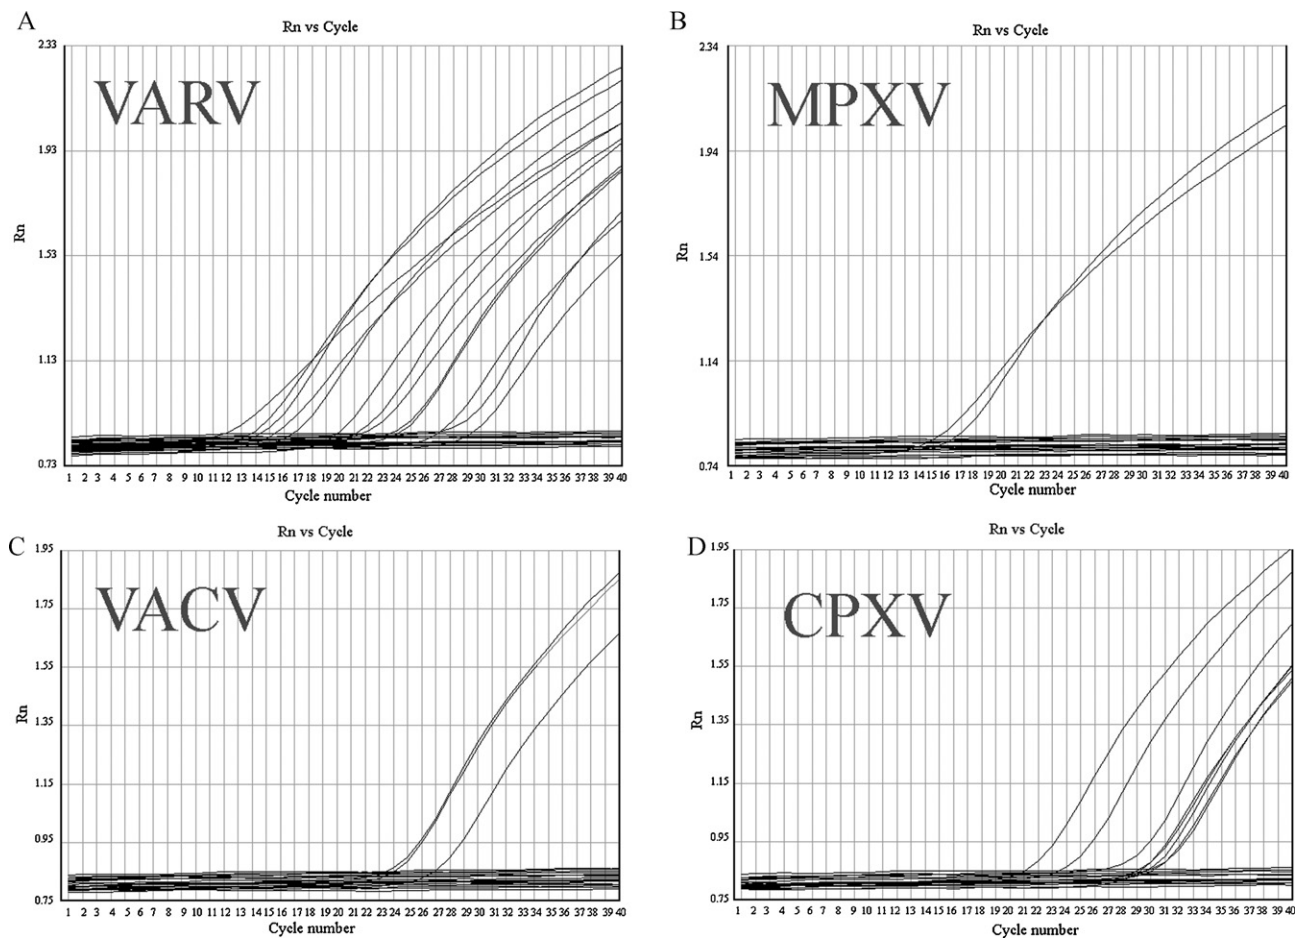 A
Rn vs Cycle
VARV
2.33
1.93
1.53
1.13
0.73
Rn
1 2 3 4 5 6 7 8 9 10 11 12 13 14 15 16 17 18 19 20 21 22 23 24 25 26 27 28 29 30 31 32 33 34 35 36 37 38 39 40
Cycle number
B
Rn vs Cycle
MPXV
2.34
1.94
1.54
1.14
0.74
Rn
1 2 3 4 5 6 7 8 9 10 11 12 13 14 15 16 17 18 19 20 21 22 23 24 25 26 27 28 29 30 31 32 33 34 35 36 37 38 39 40
Cycle number
C
Rn vs Cycle
VACV
1.95
1.75
1.55
1.35
1.15
0.95
0.75
Rn
1 2 3 4 5 6 7 8 9 10 11 12 13 14 15 16 17 18 19 20 21 22 23 24 25 26 27 28 29 30 31 32 33 34 35 36 37 38 39 40
Cycle number
D
Rn vs Cycle
CPXV
1.95
1.75
1.55
1.35
1.15
0.95
0.75
Rn
1 2 3 4 5 6 7 8 9 10 11 12 13 14 15 16 17 18 19 20 21 22 23 24 25 26 27 28 29 30 31 32 33 34 35 36 37 38 39 40
Cycle number